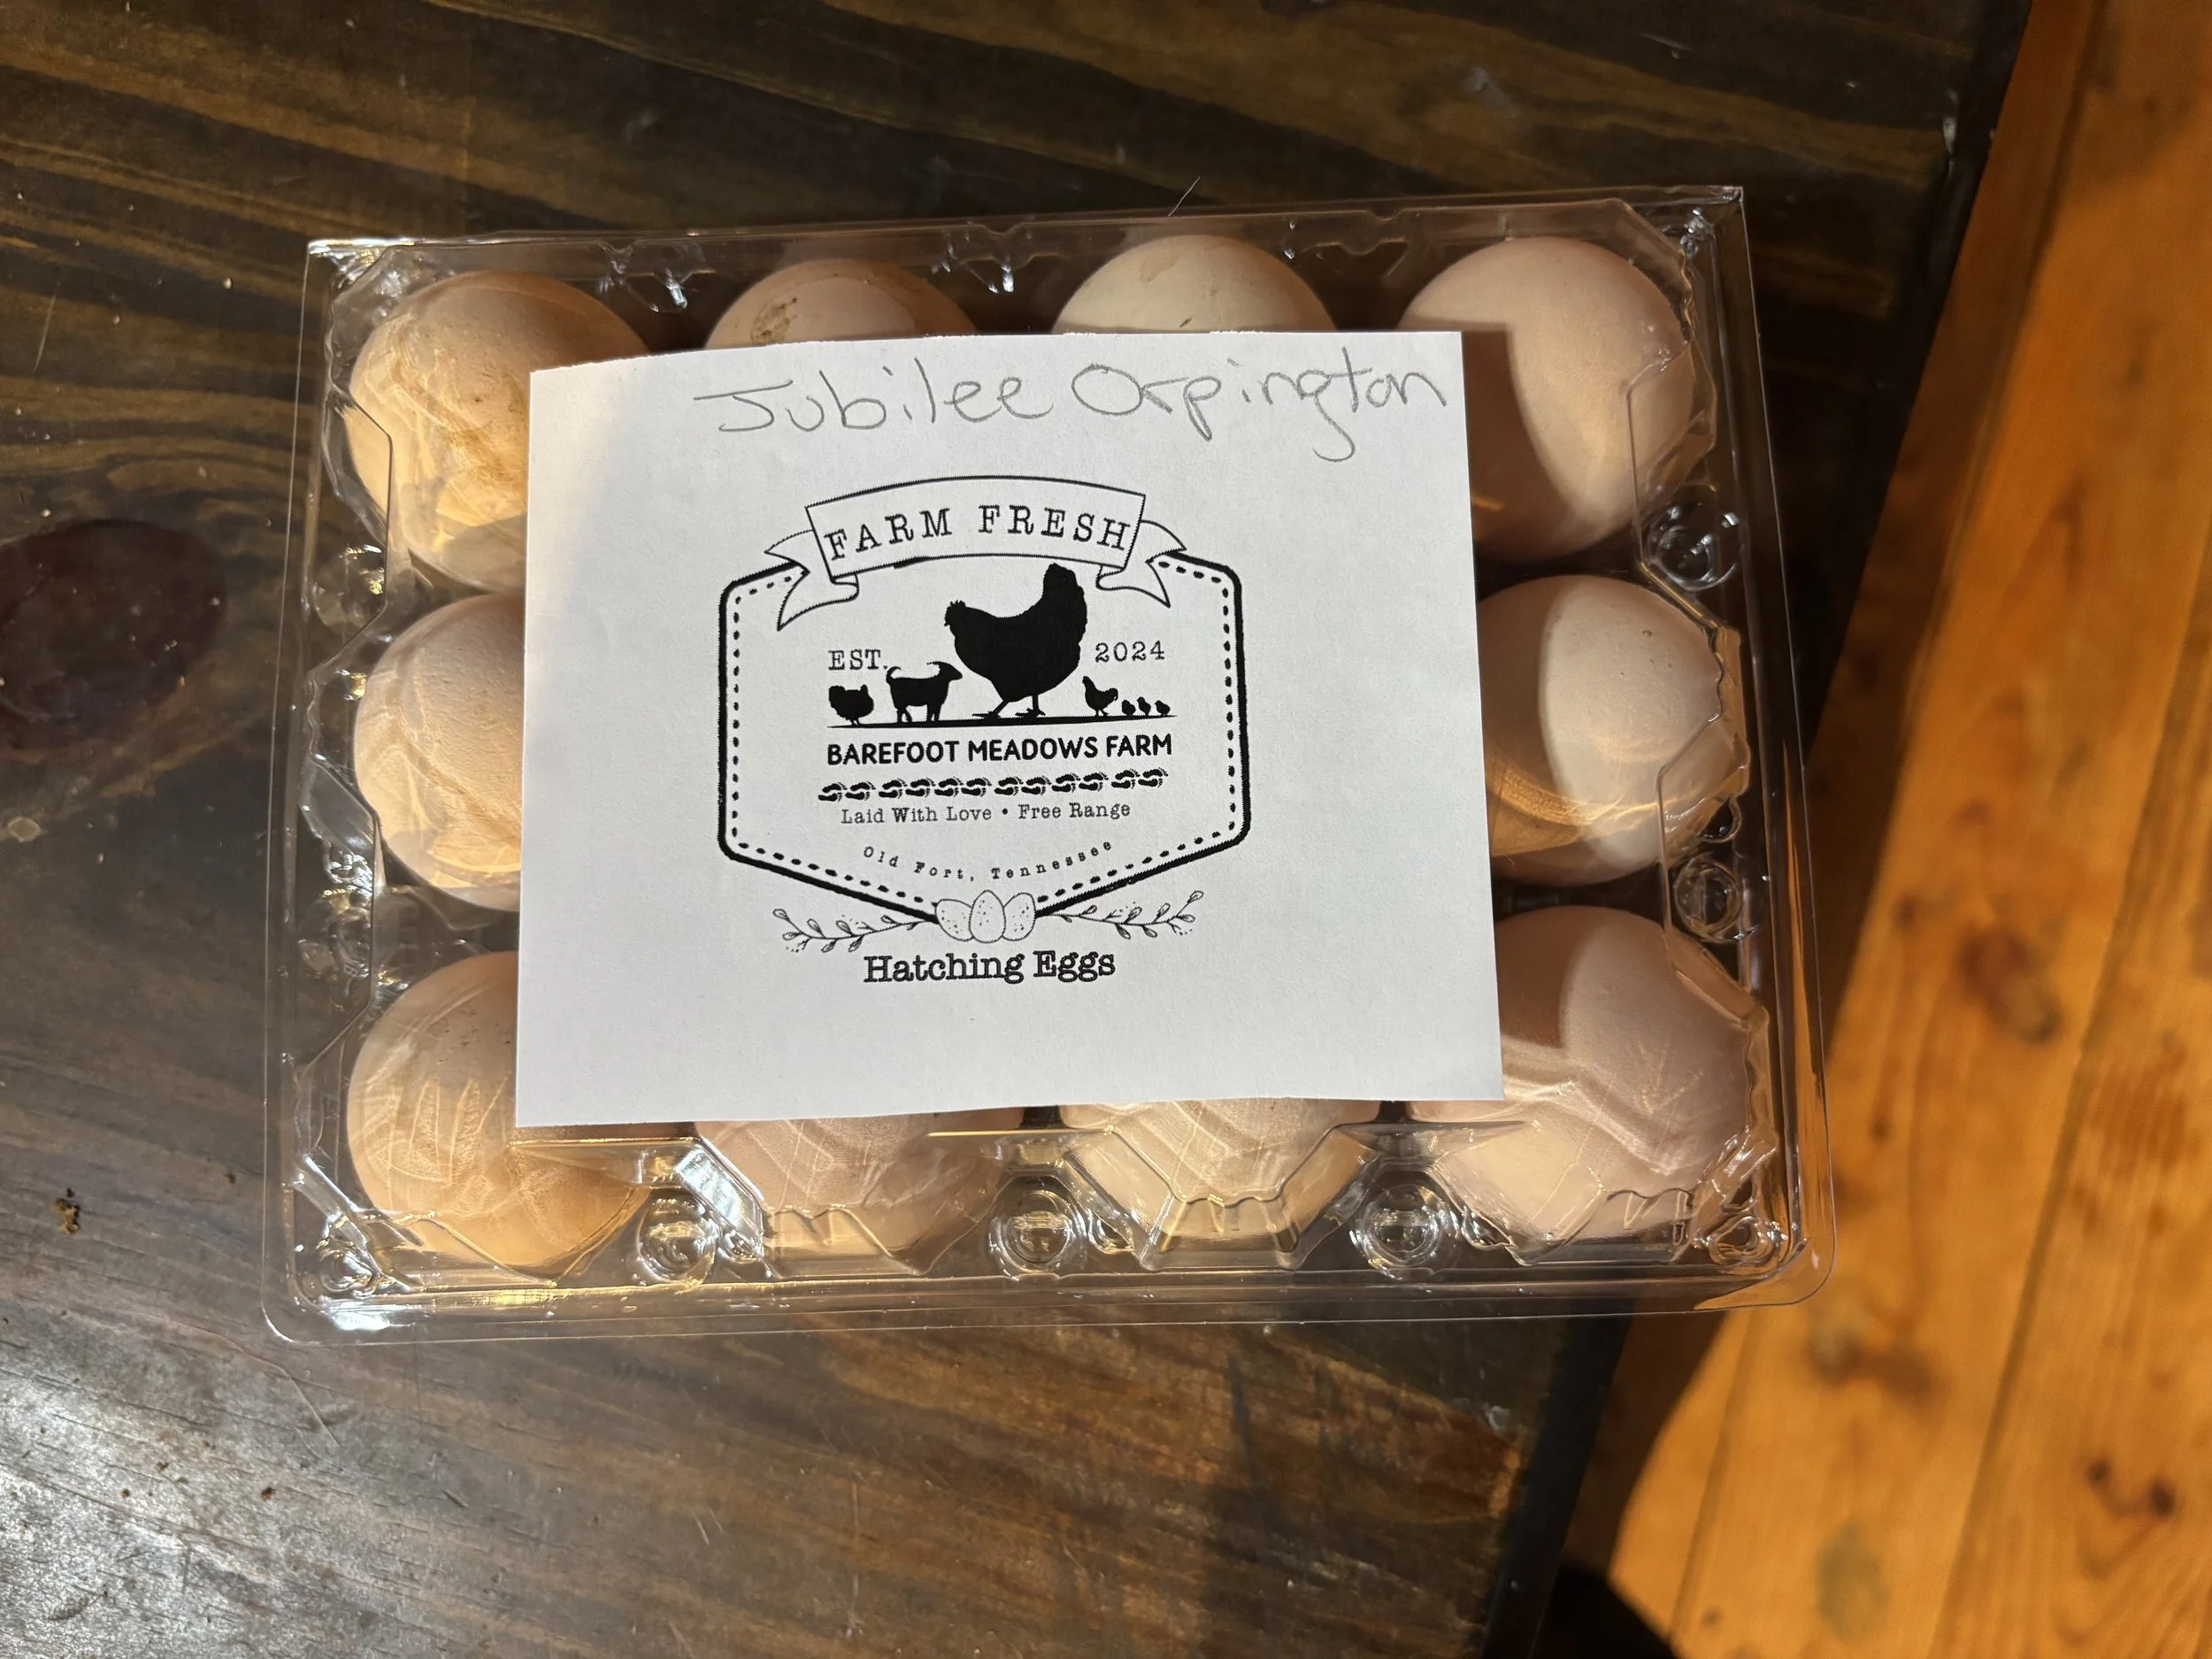 Jubilee Orpington
FARM FRESH
EST. 2024
BAREFOOT MEADOWS FARM
Laid With Love • Free Range
Old Fort, Tennessee
Hatching Eggs